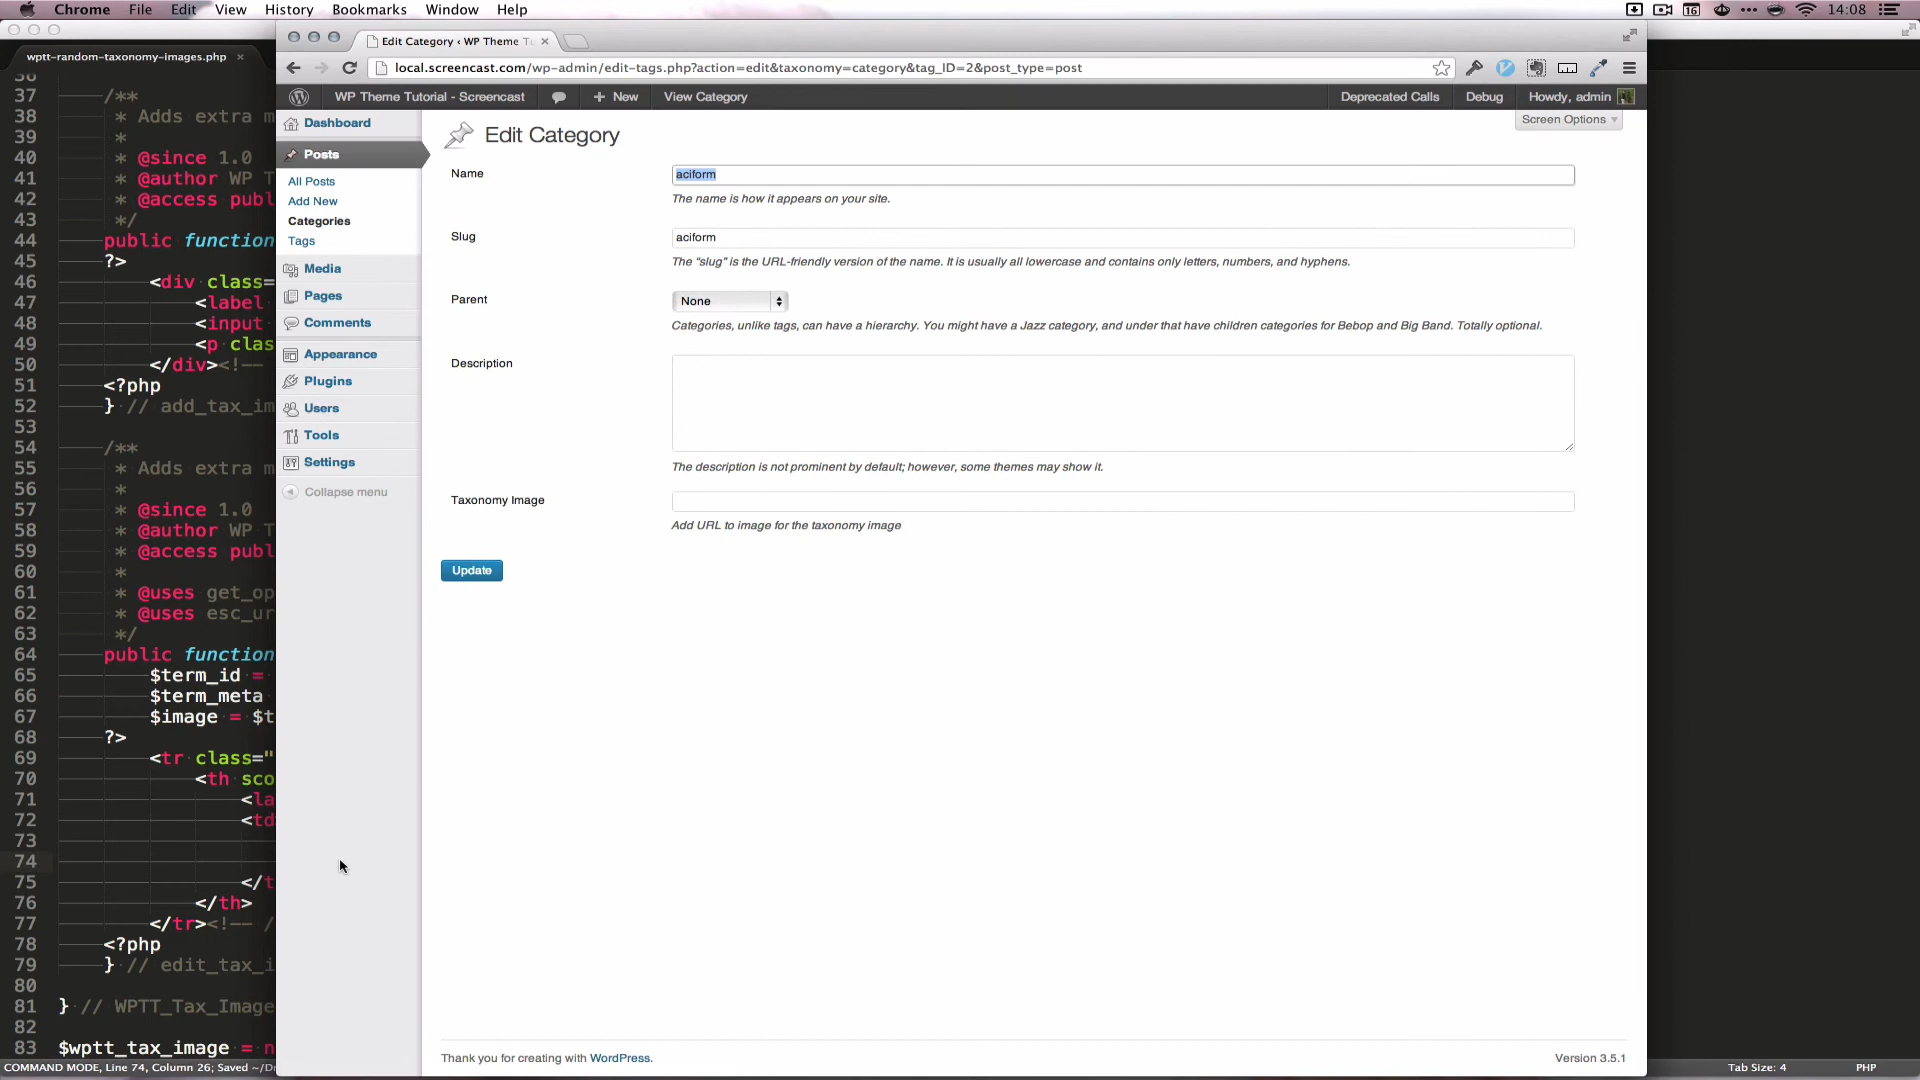 Chrome File Edit View History Bookmarks Window Help 16 14:08
wptt-random-taxonomy-images.php ×
Edit Category ‹ WP Theme Tu ×
local.screencast.com/wp-admin/edit-tags.php?action=edit&taxonomy=category&tag_ID=2&post_type=post
WP Theme Tutorial - Screencast + New View Category Deprecated Calls Debug Howdy, admin
Screen Options
Dashboard
Posts
All Posts
Add New
Categories
Tags
Media
Pages
Comments
Appearance
Plugins
Users
Tools
Settings
Collapse menu
Edit Category
Name aciform
The name is how it appears on your site.
Slug aciform
The “slug” is the URL-friendly version of the name. It is usually all lowercase and contains only letters, numbers, and hyphens.
Parent None
Categories, unlike tags, can have a hierarchy. You might have a Jazz category, and under that have children categories for Bebop and Big Band. Totally optional.
Description
The description is not prominent by default; however, some themes may show it.
Taxonomy Image
Add URL to image for the taxonomy image
Update
Thank you for creating with WordPress. Version 3.5.1
36
37 /**
38 * Adds extra m
39 *
40 * @since 1.0
41 * @author WP T
42 * @access publ
43 */
44 public function
45 ?>
46 <div class=
47 <label
48 <input
49 <p clas
50 </div><!--
51 <?php
52 } // add_tax_im
53
54 /**
55 * Adds extra m
56 *
57 * @since 1.0
58 * @author WP T
59 * @access publ
60 *
61 * @uses get_op
62 * @uses esc_ur
63 */
64 public function
65 $term_id =
66 $term_meta
67 $image = $t
68 ?>
69 <tr class="
70 <th sco
71 <la
72 <td
73
74
75 </t
76 </th>
77 </tr><!-- /
78 <?php
79 } // edit_tax_i
80
81 } // WPTT_Tax_Image
82
83 $wptt_tax_image = n
COMMAND MODE, Line 74, Column 26; Saved ~/Dr Tab Size: 4 PHP